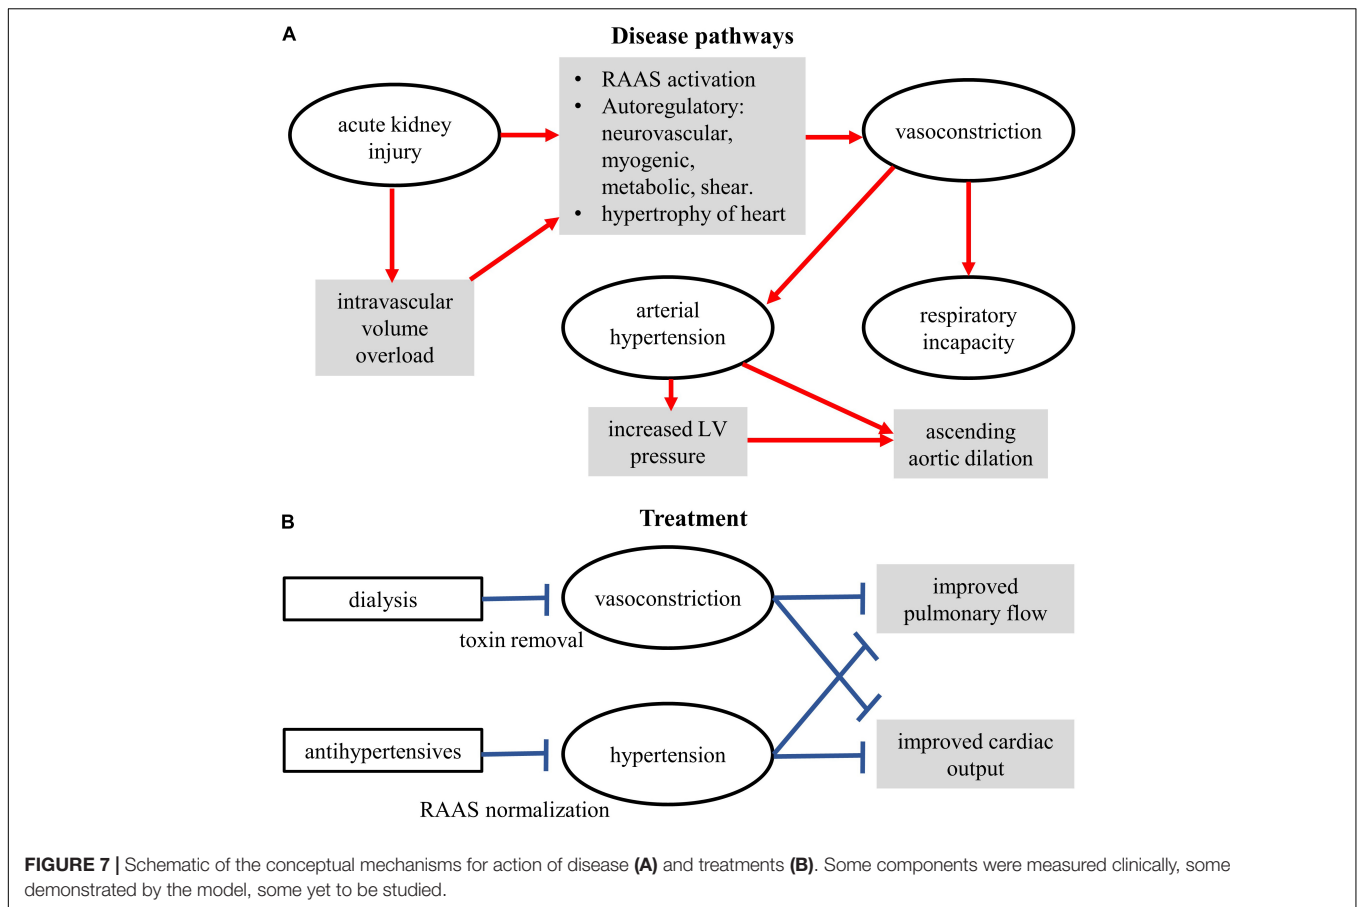 A
Disease pathways
acute kidney
injury
• RAAS activation
• Autoregulatory:
neurovascular,
myogenic,
metabolic, shear.
• hypertrophy of heart
vasoconstriction
intravascular
volume
overload
arterial
hypertension
respiratory
incapacity
increased LV
pressure
ascending
aortic dilation
B
Treatment
dialysis
toxin removal
vasoconstriction
improved
pulmonary flow
antihypertensives
RAAS normalization
hypertension
improved cardiac
output
FIGURE 7 | Schematic of the conceptual mechanisms for action of disease (A) and treatments (B). Some components were measured clinically, some
demonstrated by the model, some yet to be studied.